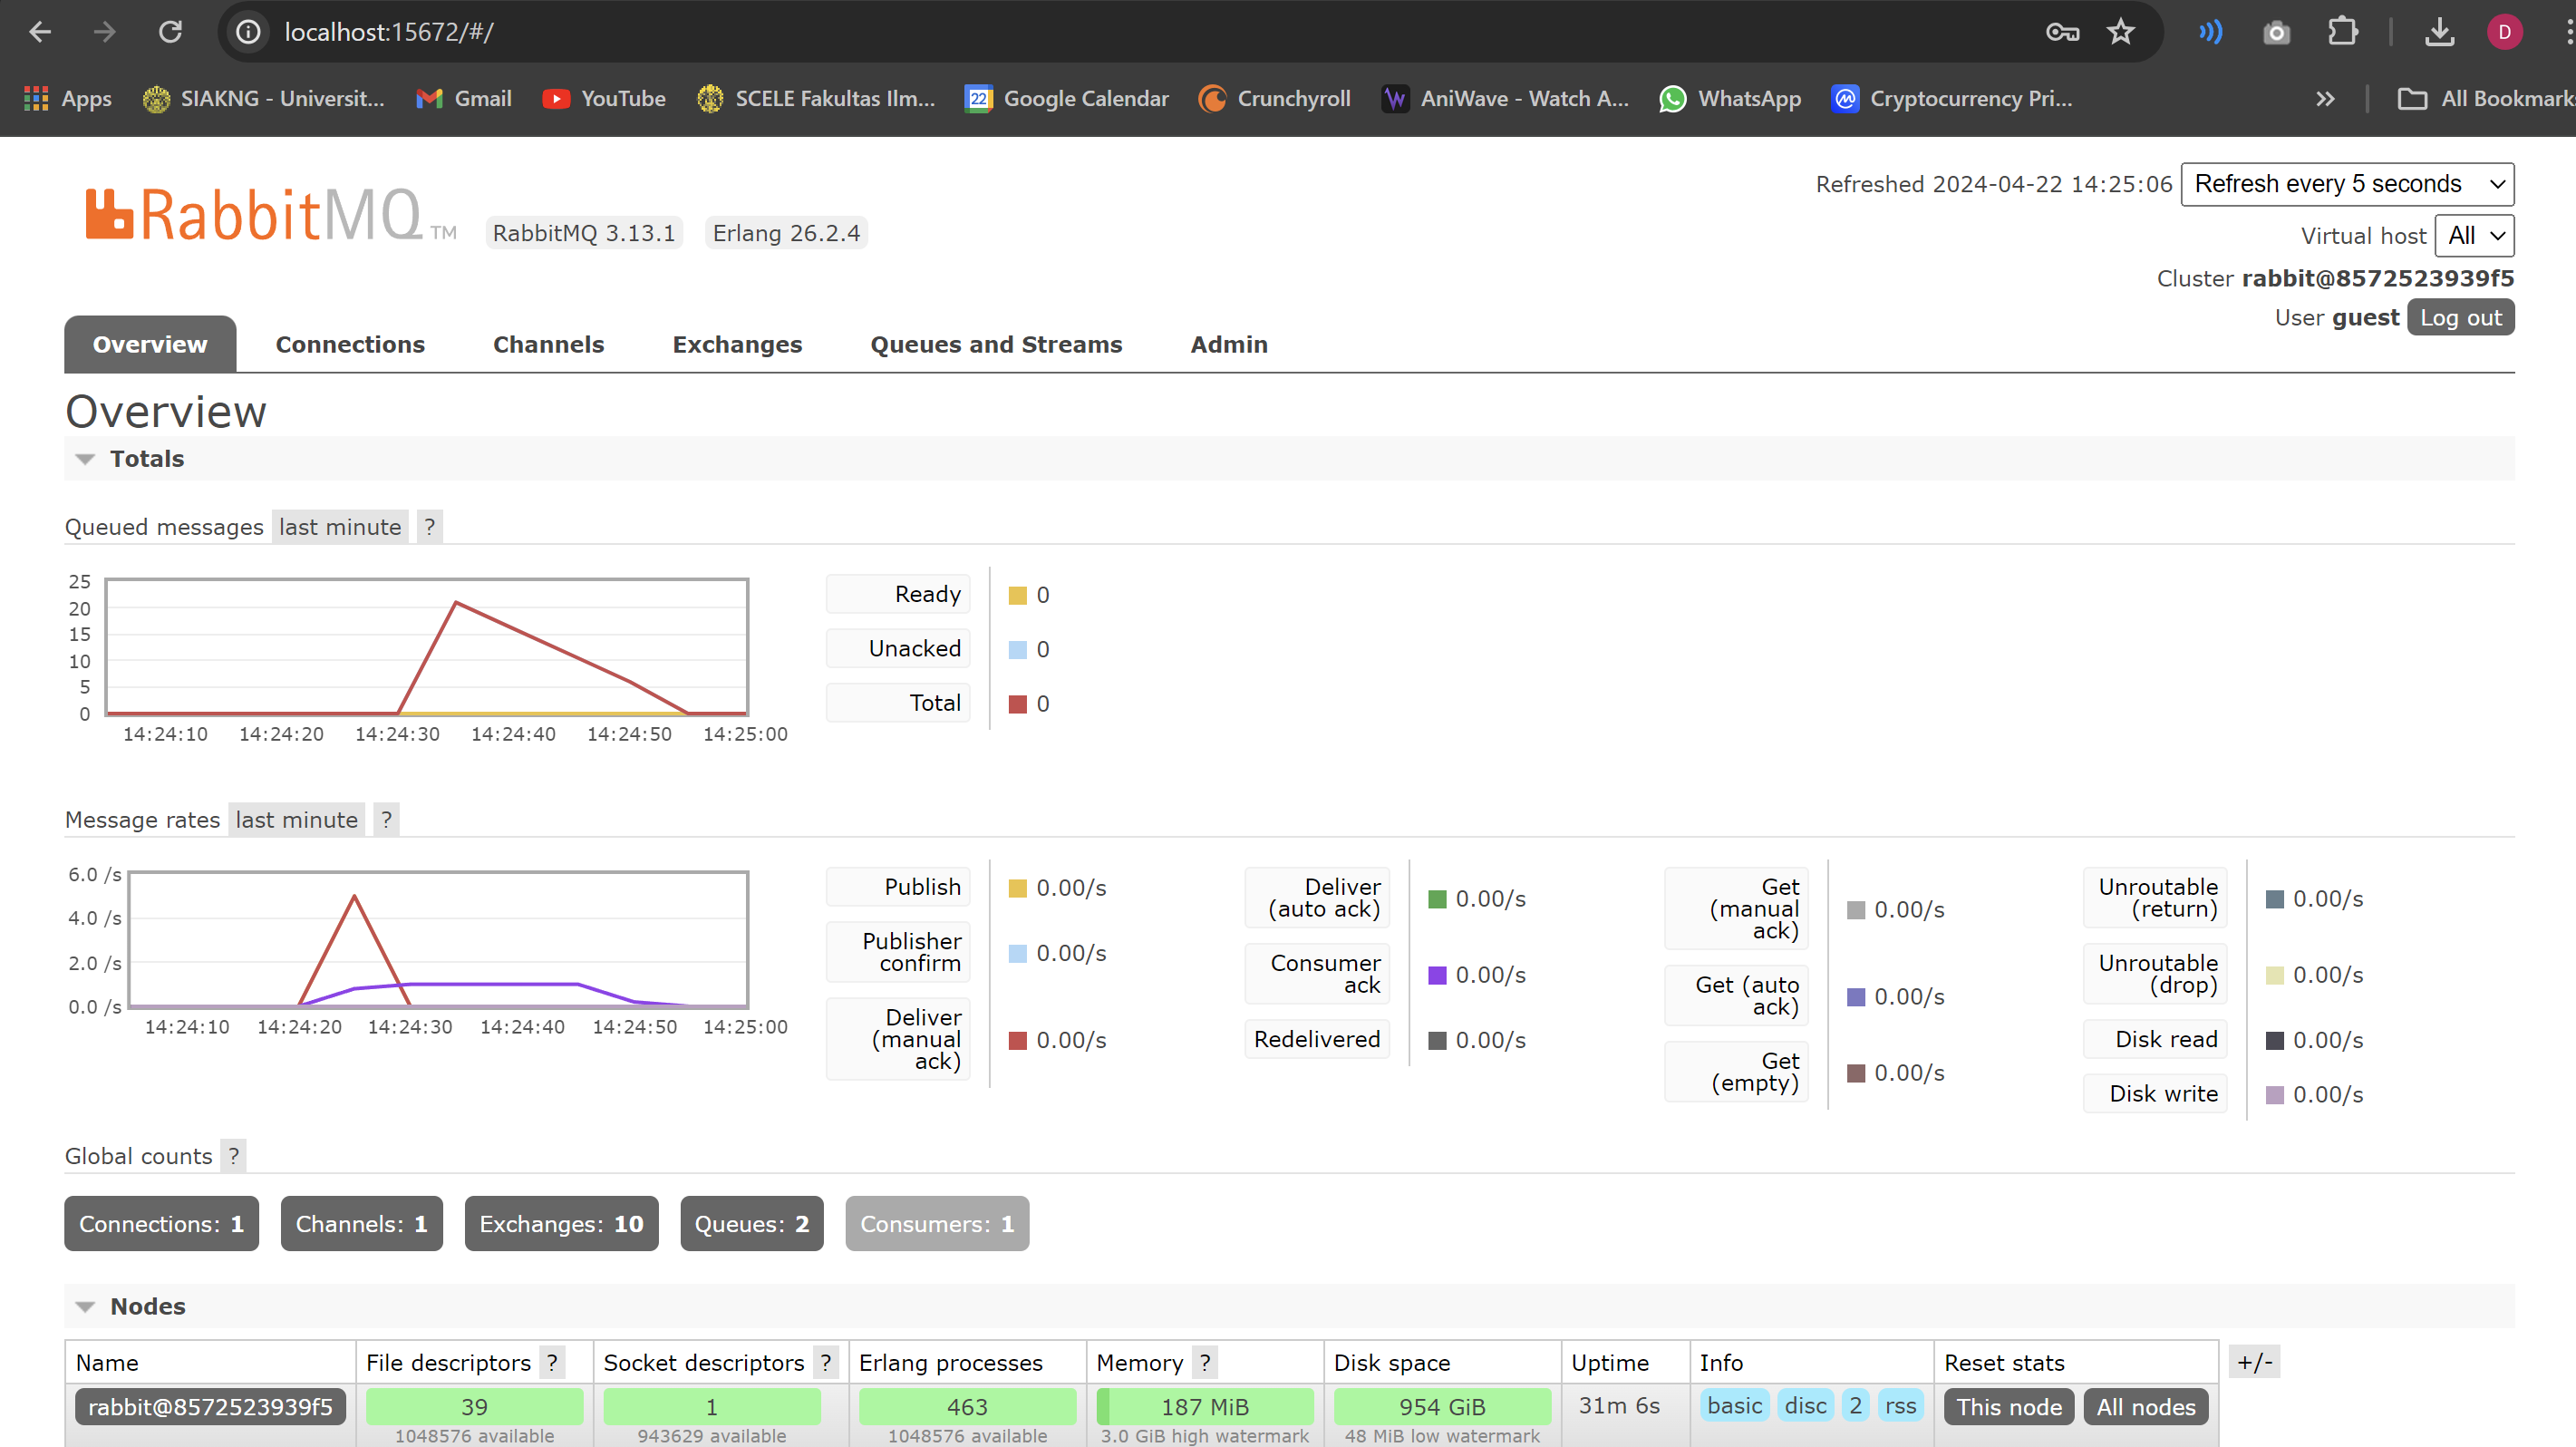 localhost:15672/#/
D
Apps
SIAKNG - Universit...
Gmail
YouTube
SCELE Fakultas Ilm...
22
Google Calendar
Crunchyroll
AniWave - Watch A...
WhatsApp
Cryptocurrency Pri...
All Bookmark
RabbitMQ TM
RabbitMQ 3.13.1
Erlang 26.2.4
Refreshed 2024-04-22 14:25:06
Refresh every 5 seconds
Virtual host All
Cluster rabbit@8572523939f5
User guest Log out
Overview
Connections
Channels
Exchanges
Queues and Streams
Admin
Overview
Totals
Queued messages last minute ?
25
20
15
10
5
0
14:24:10 14:24:20 14:24:30 14:24:40 14:24:50 14:25:00
Ready 0
Unacked 0
Total 0
Message rates last minute ?
6.0 /s
4.0 /s
2.0 /s
0.0 /s
14:24:10 14:24:20 14:24:30 14:24:40 14:24:50 14:25:00
Publish 0.00/s
Publisher
confirm 0.00/s
Deliver
(manual 0.00/s
ack)
Deliver
(auto ack) 0.00/s
Consumer
ack 0.00/s
Redelivered 0.00/s
Get
(manual 0.00/s
ack)
Get (auto
ack) 0.00/s
Get
(empty) 0.00/s
Unroutable
(return) 0.00/s
Unroutable
(drop) 0.00/s
Disk read 0.00/s
Disk write 0.00/s
Global counts ?
Connections: 1
Channels: 1
Exchanges: 10
Queues: 2
Consumers: 1
Nodes
Name File descriptors ? Socket descriptors ? Erlang processes Memory ? Disk space Uptime Info Reset stats +/-
rabbit@8572523939f5 39 1 463 187 MiB 954 GiB 31m 6s basic disc 2 rss This node All nodes
1048576 available 943629 available 1048576 available 3.0 GiB high watermark 48 MiB low watermark